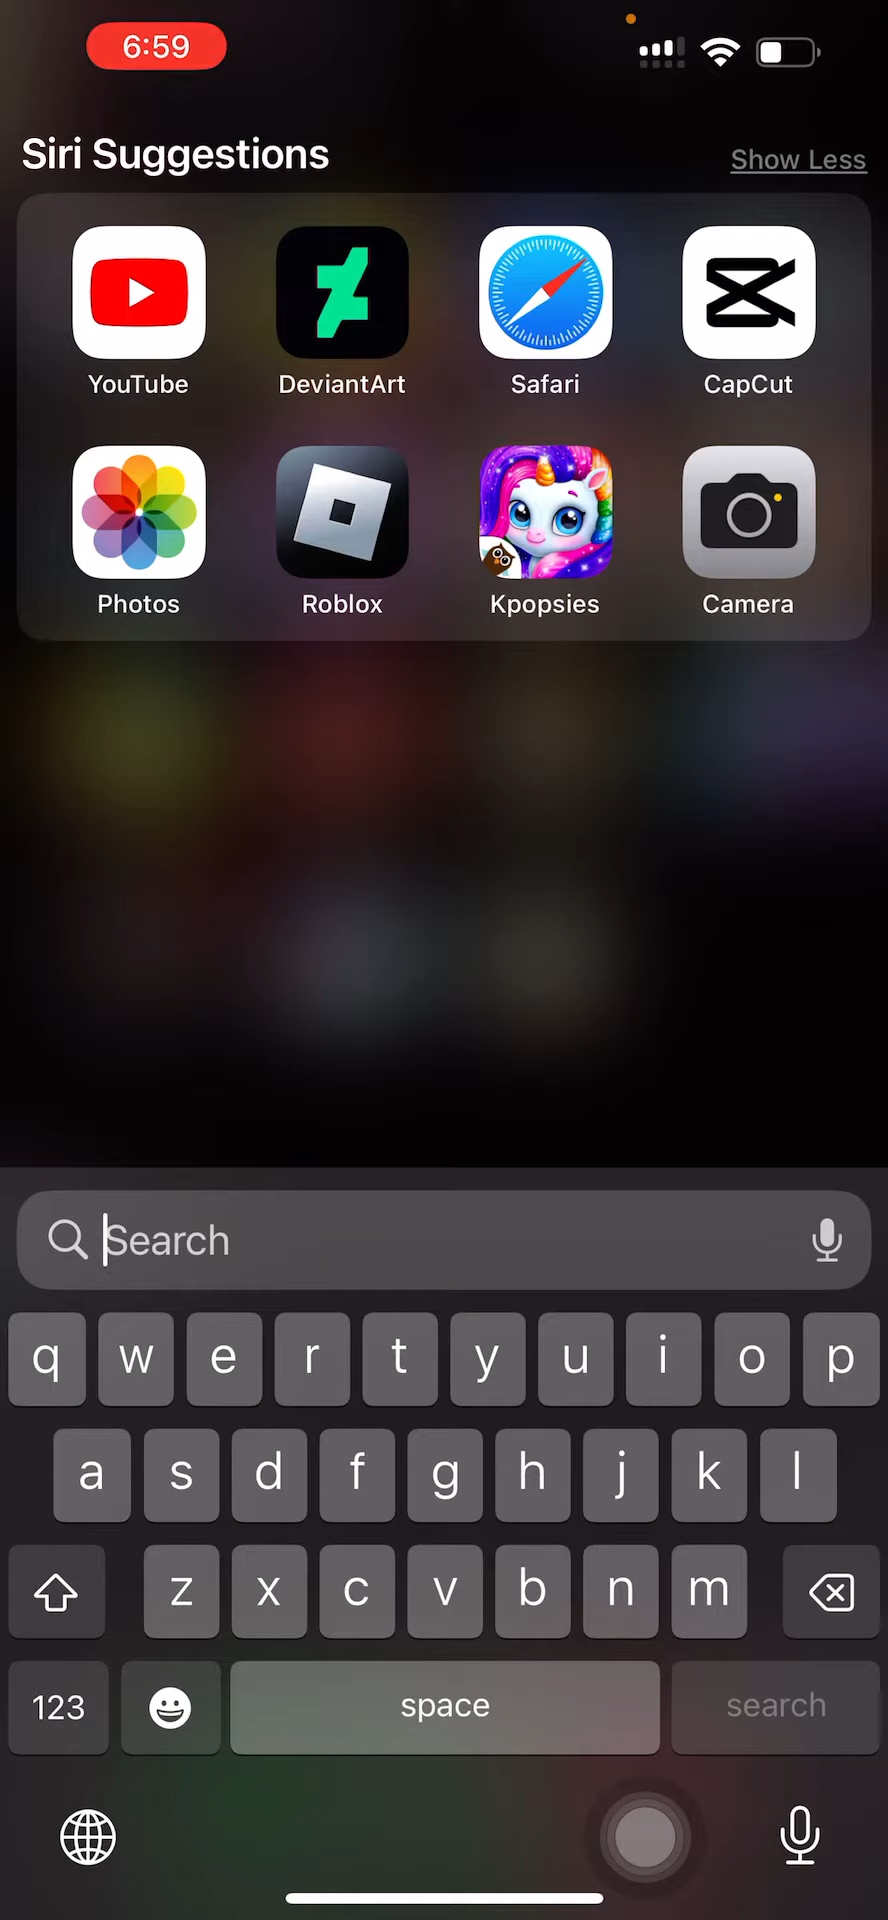 6:59
Siri Suggestions
Show Less
YouTube
DeviantArt
Safari
CapCut
Photos
Roblox
Kpopsies
Camera
Search
q w e r t y u i o p
a s d f g h j k l
z x c v b n m
123
space
search